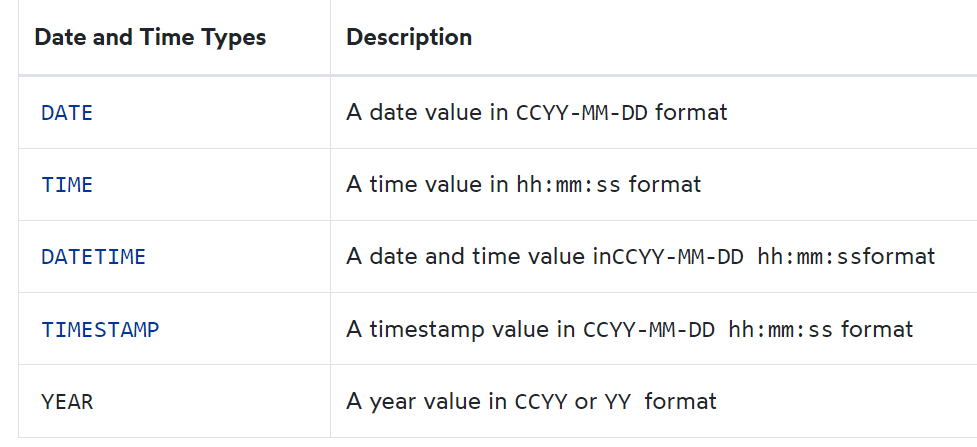 Date and Time Types Description
DATE A date value in CCYY-MM-DD format
TIME A time value in hh:mm:ss format
DATETIME A date and time value inCCYY-MM-DD hh:mm:ssformat
TIMESTAMP A timestamp value in CCYY-MM-DD hh:mm:ss format
YEAR A year value in CCYY or YY format